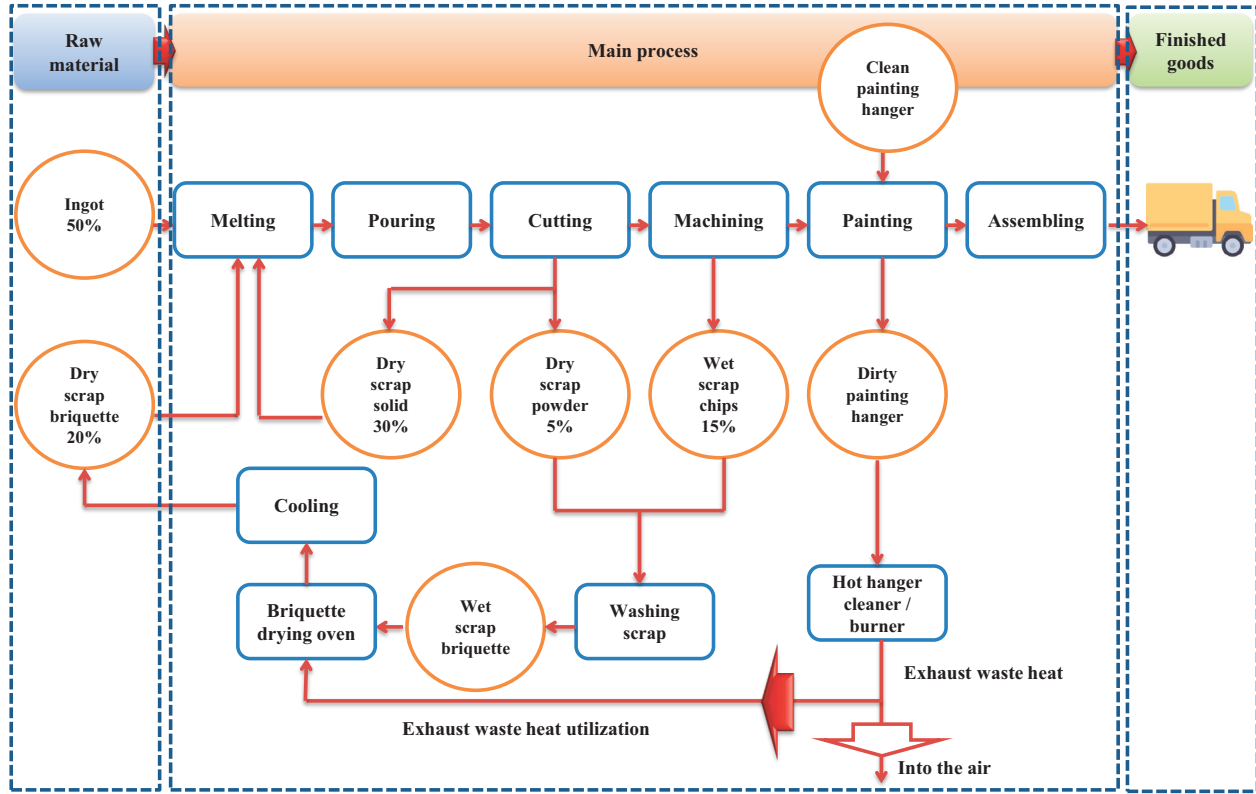 Raw
material
Main process
Finished
goods
Clean
painting
hanger
Ingot
50%
Melting
Pouring
Cutting
Machining
Painting
Assembling
Dry
scrap
briquette
20%
Dry
scrap
solid
30%
Dry
scrap
powder
5%
Wet
scrap
chips
15%
Dirty
painting
hanger
Cooling
Briquette
drying oven
Wet
scrap
briquette
Washing
scrap
Hot hanger
cleaner /
burner
Exhaust waste heat
Exhaust waste heat utilization
Into the air